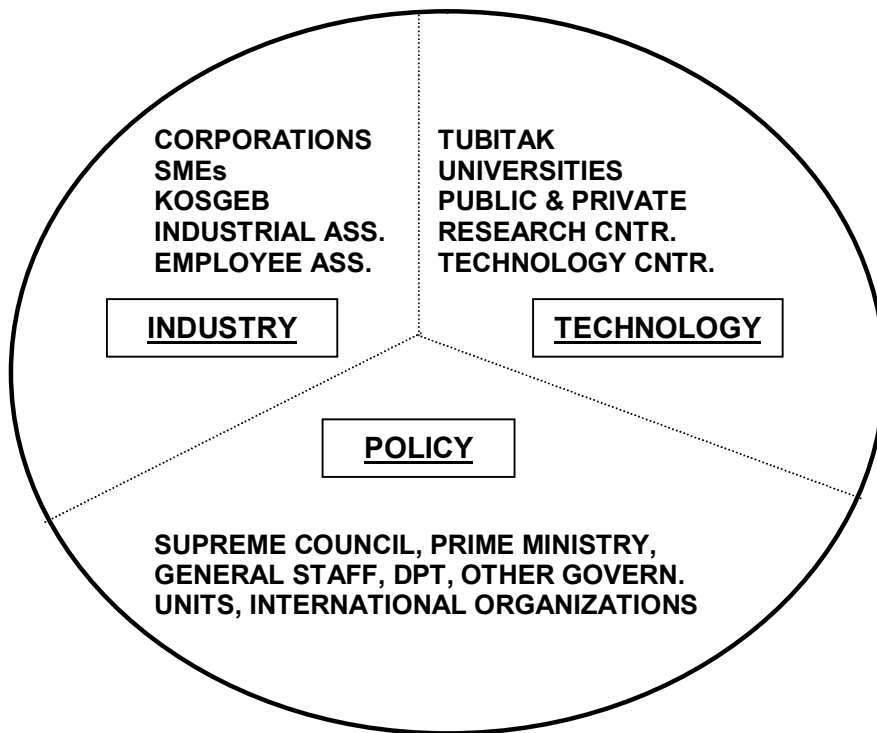 CORPORATIONS
SMEs
KOSGEB
INDUSTRIAL ASS.
EMPLOYEE ASS.
INDUSTRY
TUBITAK
UNIVERSITIES
PUBLIC & PRIVATE
RESEARCH CNTR.
TECHNOLOGY CNTR.
TECHNOLOGY
POLICY
SUPREME COUNCIL, PRIME MINISTRY,
GENERAL STAFF, DPT, OTHER GOVERN.
UNITS, INTERNATIONAL ORGANIZATIONS